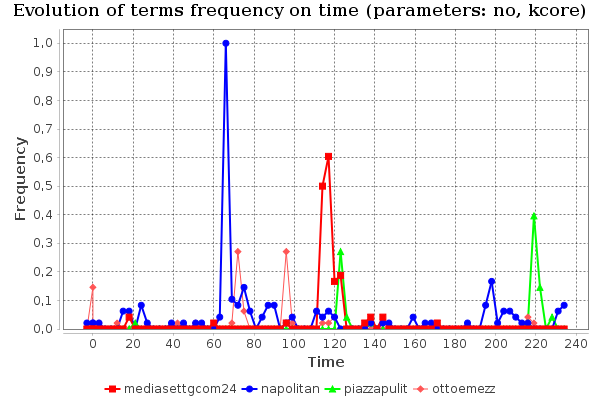 Evolution of terms frequency on time (parameters: no, kcore)
1,0
0,9
0,8
0,7
0,6
0,5
0,4
0,3
0,2
0,1
0,0
Frequency
0 20 40 60 80 100 120 140 160 180 200 220 240
Time
mediasettgcom24 napolitan piazzapulit ottoemezz